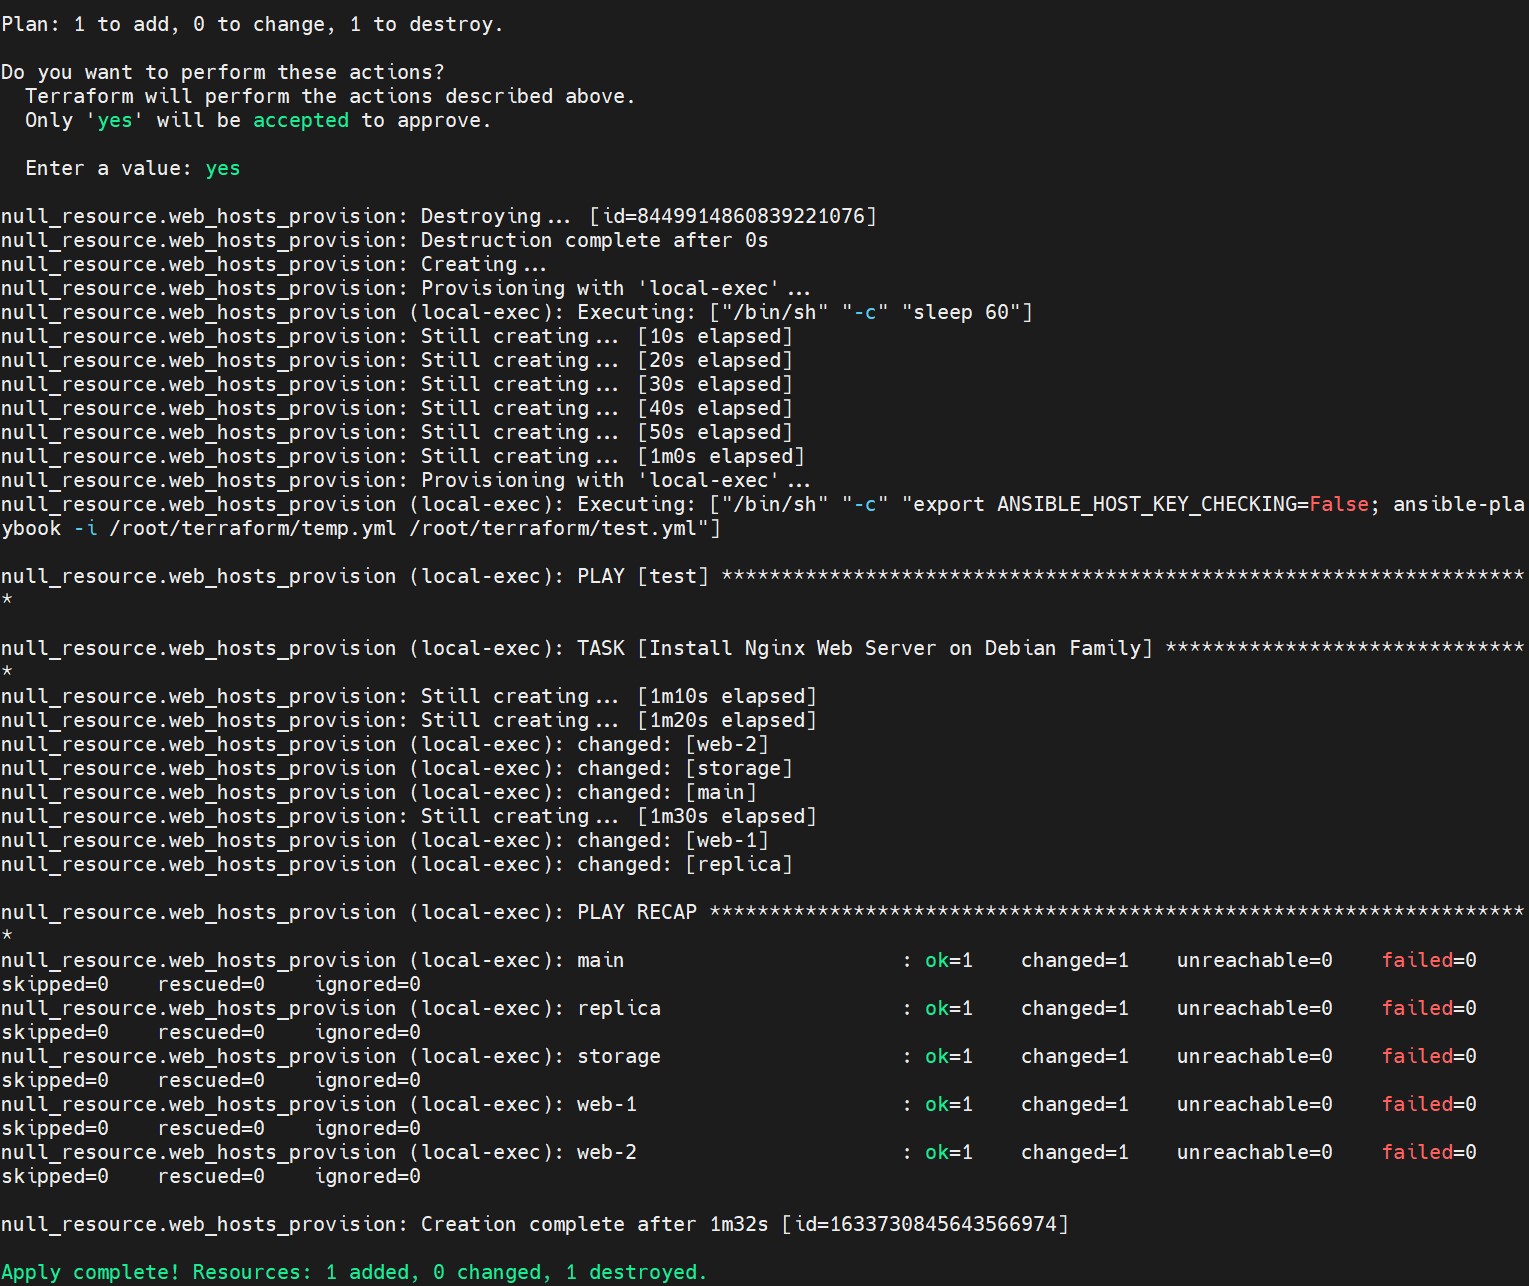 Plan: 1 to add, 0 to change, 1 to destroy.
Do you want to perform these actions?
Terraform will perform the actions described above.
Only 'yes' will be accepted to approve.
Enter a value: yes
null_resource.web_hosts_provision: Destroying... [id=8449914860839221076]
null_resource.web_hosts_provision: Destruction complete after 0s
null_resource.web_hosts_provision: Creating...
null_resource.web_hosts_provision: Provisioning with 'local-exec'...
null_resource.web_hosts_provision (local-exec): Executing: ["/bin/sh" "-c" "sleep 60"]
null_resource.web_hosts_provision: Still creating... [10s elapsed]
null_resource.web_hosts_provision: Still creating... [20s elapsed]
null_resource.web_hosts_provision: Still creating... [30s elapsed]
null_resource.web_hosts_provision: Still creating... [40s elapsed]
null_resource.web_hosts_provision: Still creating... [50s elapsed]
null_resource.web_hosts_provision: Still creating... [1m0s elapsed]
null_resource.web_hosts_provision: Provisioning with 'local-exec'...
null_resource.web_hosts_provision (local-exec): Executing: ["/bin/sh" "-c" "export ANSIBLE_HOST_KEY_CHECKING=False; ansible-pla
ybook -i /root/terraform/temp.yml /root/terraform/test.yml"]
null_resource.web_hosts_provision (local-exec): PLAY [test] *******************************************************************
*
null_resource.web_hosts_provision (local-exec): TASK [Install Nginx Web Server on Debian Family] ******************************
*
null_resource.web_hosts_provision: Still creating... [1m10s elapsed]
null_resource.web_hosts_provision: Still creating... [1m20s elapsed]
null_resource.web_hosts_provision (local-exec): changed: [web-2]
null_resource.web_hosts_provision (local-exec): changed: [storage]
null_resource.web_hosts_provision (local-exec): changed: [main]
null_resource.web_hosts_provision: Still creating... [1m30s elapsed]
null_resource.web_hosts_provision (local-exec): changed: [web-1]
null_resource.web_hosts_provision (local-exec): changed: [replica]
null_resource.web_hosts_provision (local-exec): PLAY RECAP ********************************************************************
*
null_resource.web_hosts_provision (local-exec): main : ok=1 changed=1 unreachable=0 failed=0
skipped=0 rescued=0 ignored=0
null_resource.web_hosts_provision (local-exec): replica : ok=1 changed=1 unreachable=0 failed=0
skipped=0 rescued=0 ignored=0
null_resource.web_hosts_provision (local-exec): storage : ok=1 changed=1 unreachable=0 failed=0
skipped=0 rescued=0 ignored=0
null_resource.web_hosts_provision (local-exec): web-1 : ok=1 changed=1 unreachable=0 failed=0
skipped=0 rescued=0 ignored=0
null_resource.web_hosts_provision (local-exec): web-2 : ok=1 changed=1 unreachable=0 failed=0
skipped=0 rescued=0 ignored=0
null_resource.web_hosts_provision: Creation complete after 1m32s [id=1633730845643566974]
Apply complete! Resources: 1 added, 0 changed, 1 destroyed.